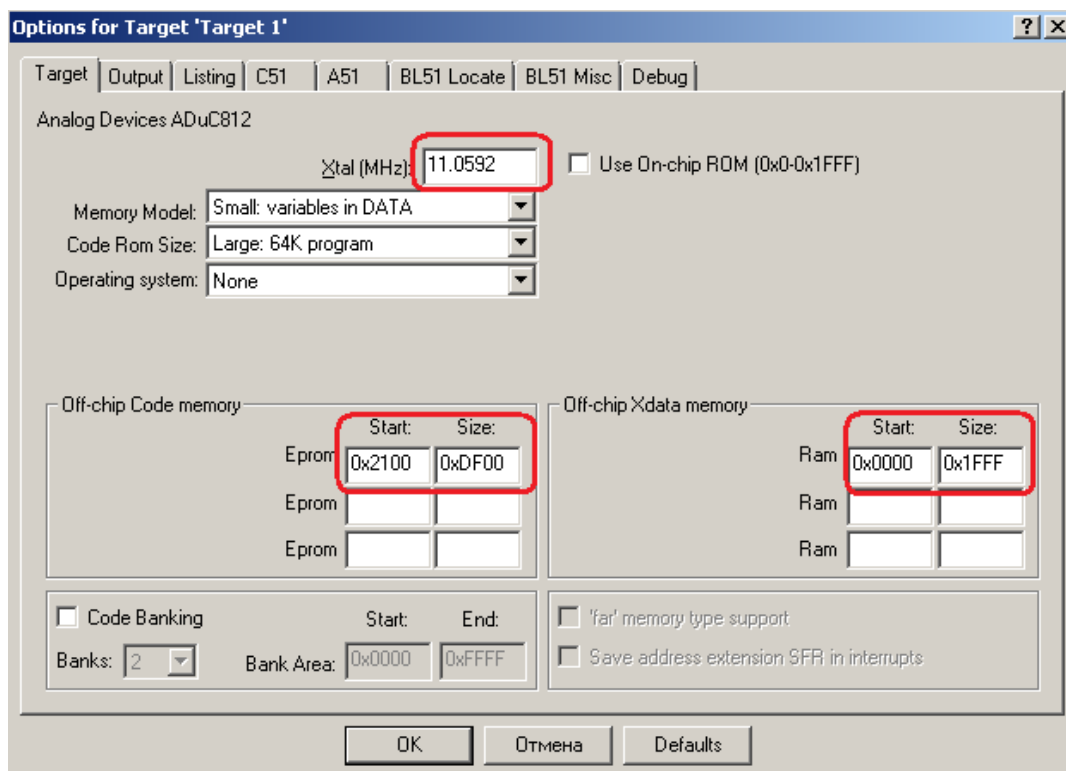 Options for Target 'Target 1'
Target Output Listing C51 A51 BL51 Locate BL51 Misc Debug
Analog Devices ADuC812
Xtal (MHz): 11.0592 Use On-chip ROM (0x0-0x1FFF)
Memory Model: Small: variables in DATA
Code Rom Size: Large: 64K program
Operating system: None
Off-chip Code memory
Start: Size:
Eprom 0x2100 0xDF00
Eprom
Eprom
Off-chip Xdata memory
Start: Size:
Ram 0x0000 0x1FFF
Ram
Ram
Code Banking Start: End:
Banks: 2 Bank Area: 0x0000 0xFFFF
'far' memory type support
Save address extension SFR in interrupts
OK Отмена Defaults